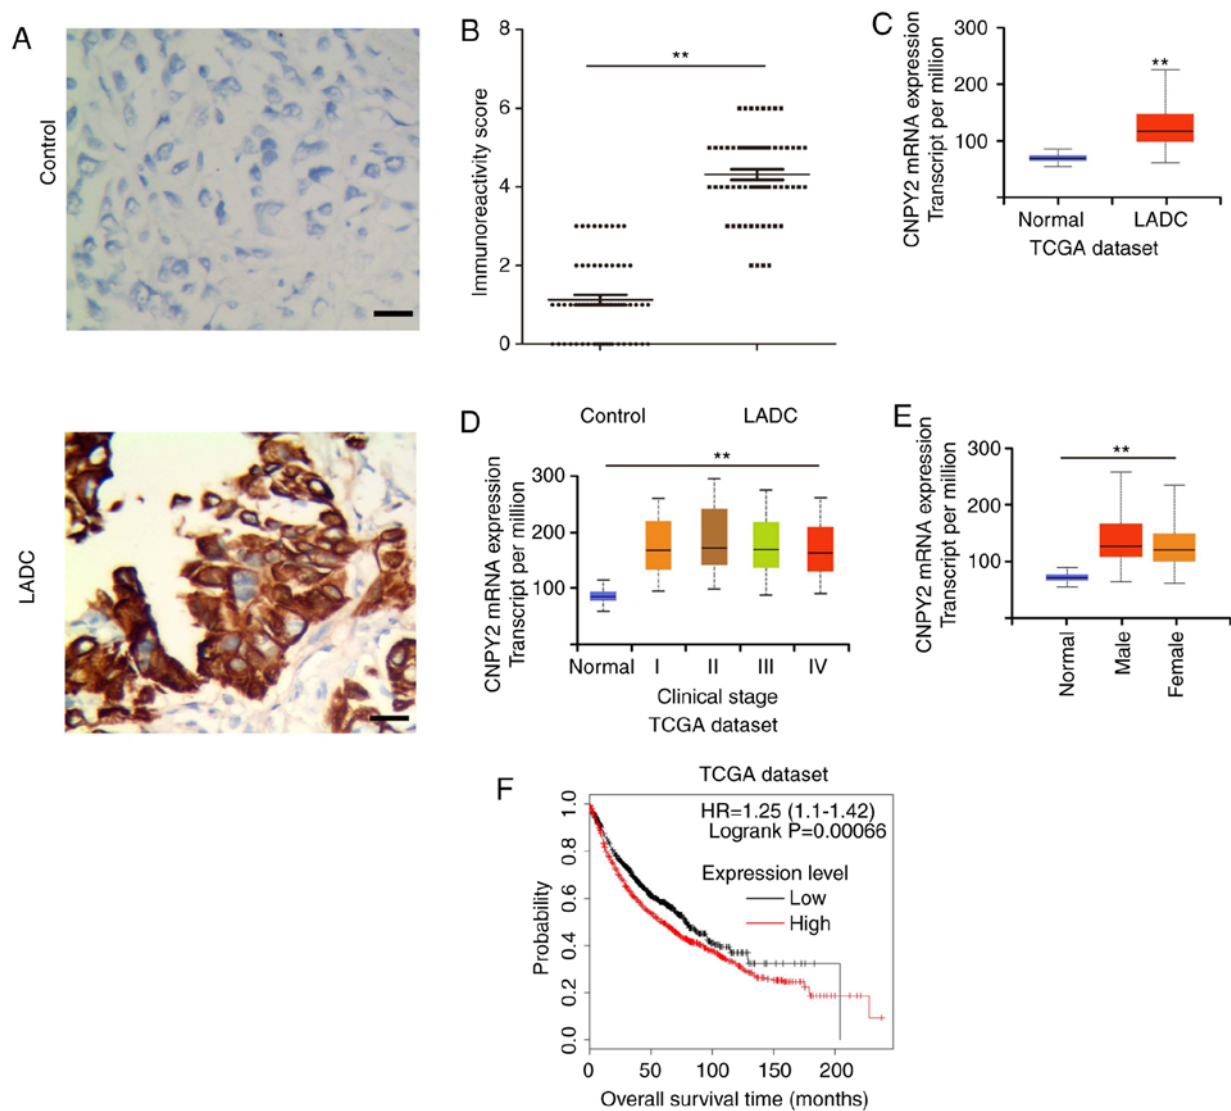 A
Control
LADC
B
Immunoreactivity score
8
6
4
2
0
**
Control
LADC
C
CNPY2 mRNA expression
Transcript per million
300
200
100
**
Normal
LADC
TCGA dataset
D
CNPY2 mRNA expression
Transcript per million
300
200
100
**
Normal
I
II
III
IV
Clinical stage
TCGA dataset
E
CNPY2 mRNA expression
Transcript per million
300
200
100
**
Normal
Male
Female
F
TCGA dataset
HR=1.25 (1.1-1.42)
Logrank P=0.00066
Expression level
Low
High
Probability
1.0
0.8
0.6
0.4
0.2
0.0
0
50
100
150
200
Overall survival time (months)